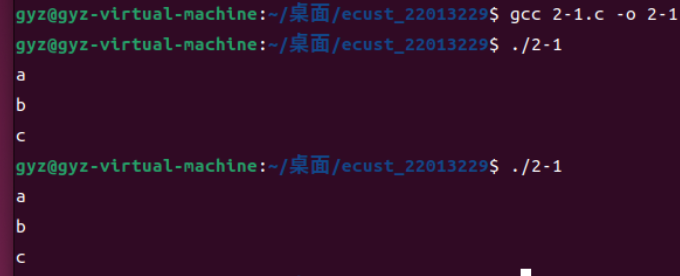 gyz@gyz-virtual-machine:~/桌面/ecust_22013229$ gcc 2-1.c -o 2-1
gyz@gyz-virtual-machine:~/桌面/ecust_22013229$ ./2-1
a
b
c
gyz@gyz-virtual-machine:~/桌面/ecust_22013229$ ./2-1
a
b
c